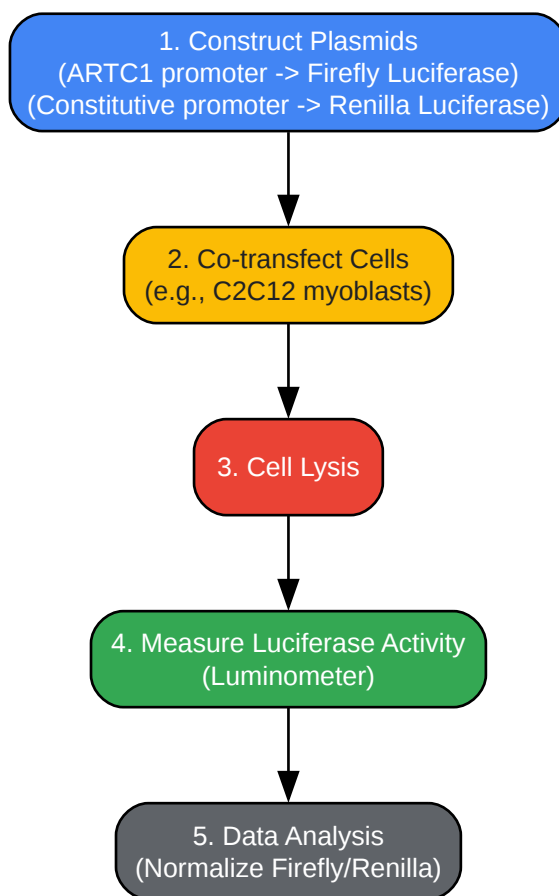 1. Construct Plasmids
(ARTC1 promoter -> Firefly Luciferase)
(Constitutive promoter -> Renilla Luciferase)
2. Co-transfect Cells
(e.g., C2C12 myoblasts)
3. Cell Lysis
4. Measure Luciferase Activity
(Luminometer)
5. Data Analysis
(Normalize Firefly/Renilla)